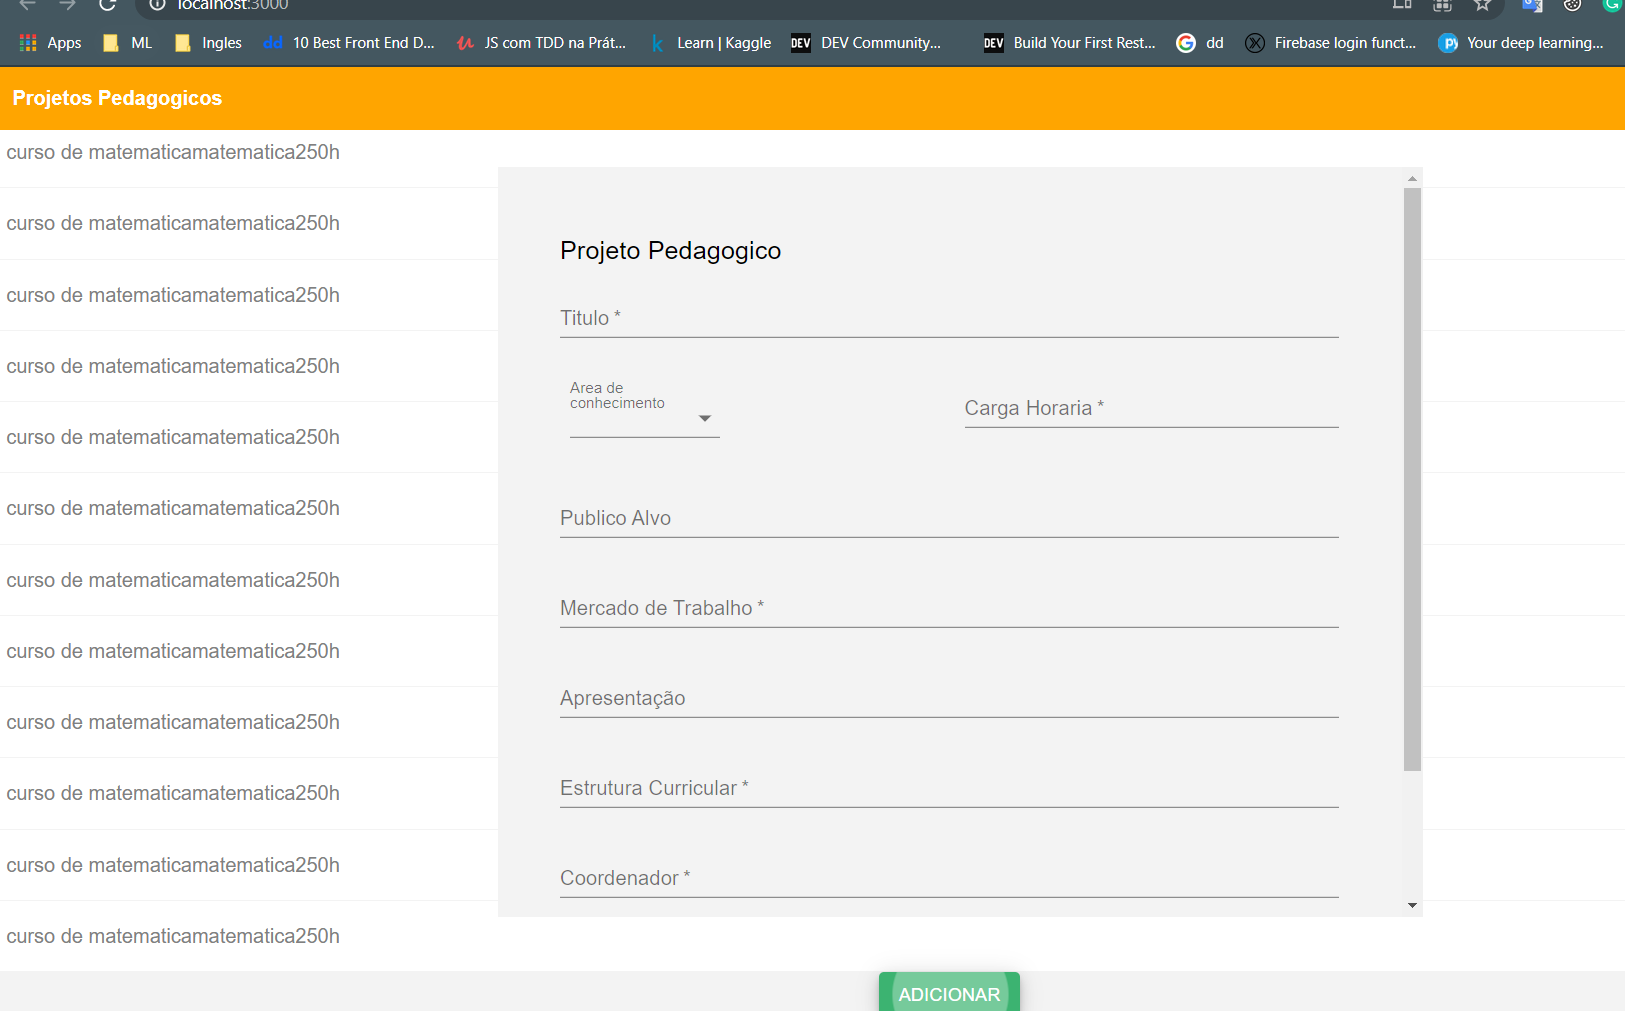 localhost:3000
Apps ML Ingles dd 10 Best Front End D... JS com TDD na Prát... k Learn | Kaggle DEV DEV Community... DEV Build Your First Rest... G dd Firebase login funct... Your deep learning...
Projetos Pedagogicos
curso de matematicamatematica250h
curso de matematicamatematica250h
curso de matematicamatematica250h
curso de matematicamatematica250h
curso de matematicamatematica250h
curso de matematicamatematica250h
curso de matematicamatematica250h
curso de matematicamatematica250h
curso de matematicamatematica250h
curso de matematicamatematica250h
curso de matematicamatematica250h
curso de matematicamatematica250h
Projeto Pedagogico
Titulo *
Area de
conhecimento
Carga Horaria *
Publico Alvo
Mercado de Trabalho *
Apresentação
Estrutura Curricular *
Coordenador *
ADICIONAR